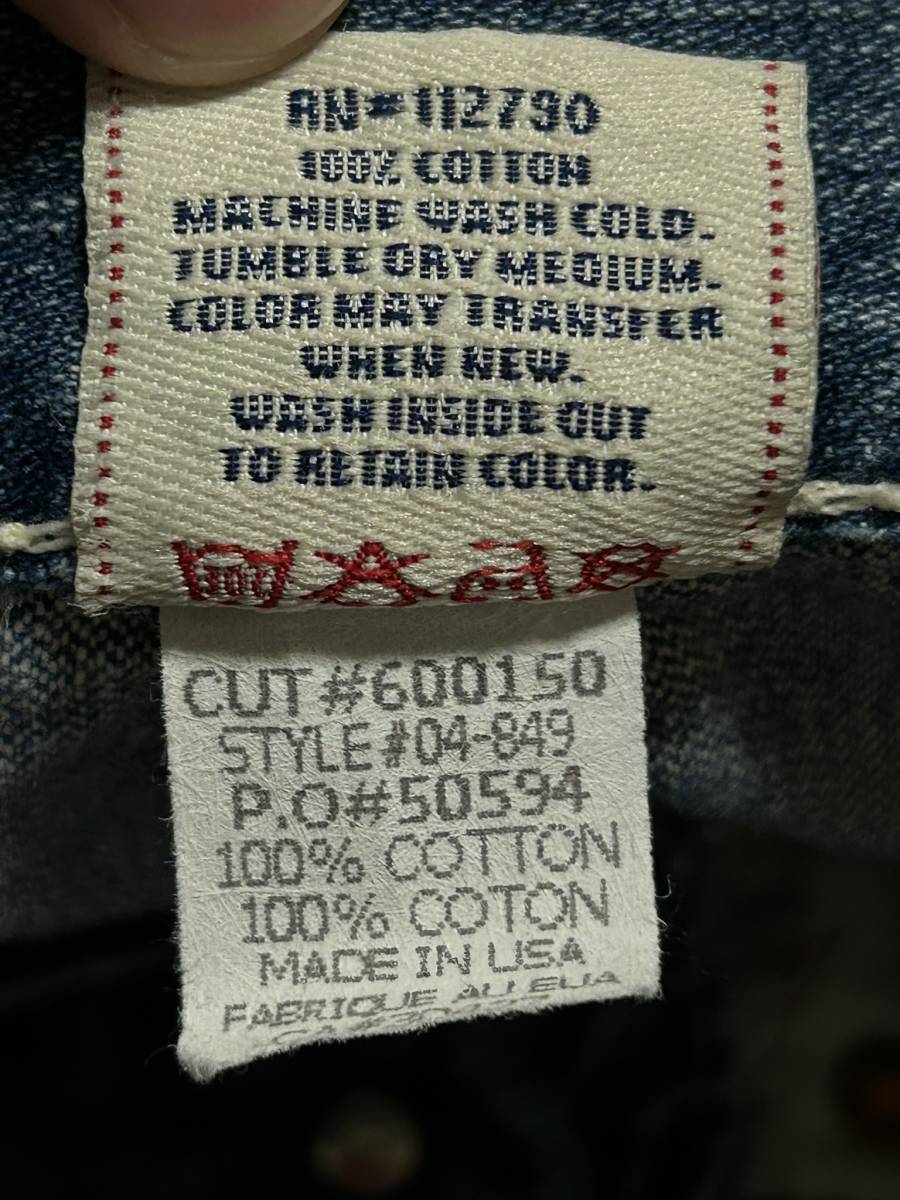 RN#112790
100% COTTON
MACHINE WASH COLD.
TUMBLE DRY MEDIUM.
COLOR MAY TRANSFER
WHEN NEW.
WASH INSIDE OUT
TO RETAIN COLOR.
CUT#600150
STYLE#04-849
P.O#50594
100% COTTON
100% COTON
MADE IN USA
FABRIQUE AU EUA